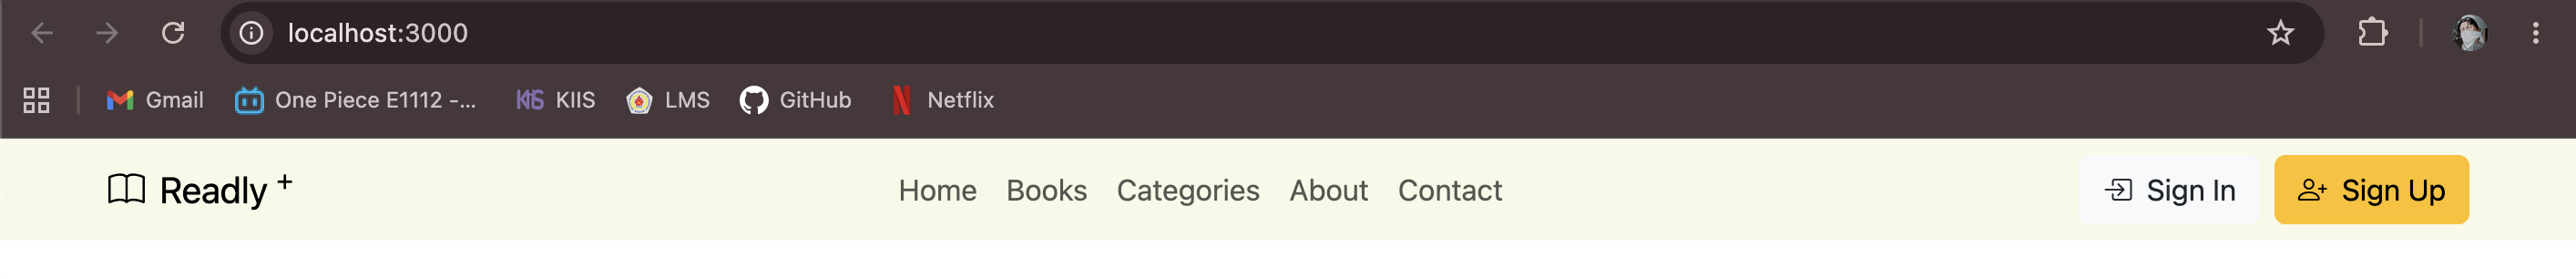 localhost:3000
Gmail One Piece E1112 -... KIIS KIIS LMS GitHub Netflix
Readly + Home Books Categories About Contact Sign In Sign Up